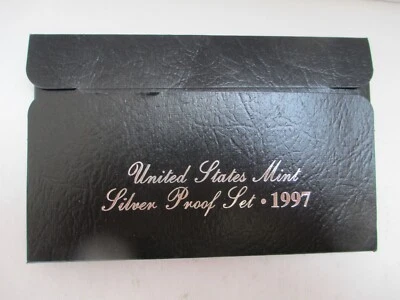 United States Mint
Silver Proof Set • 1997